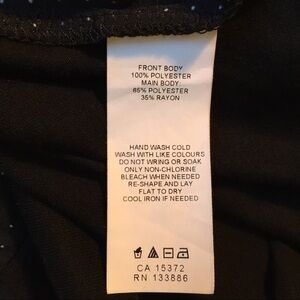 FRONT BODY
100% POLYESTER
MAIN BODY:
65% POLYESTER
35% RAYON
HAND WASH COLD
WASH WITH LIKE COLOURS
DO NOT WRING OR SOAK
ONLY NON-CHLORINE
BLEACH WHEN NEEDED
RE-SHAPE AND LAY
FLAT TO DRY
COOL IRON IF NEEDED
CA 15372
RN 133886